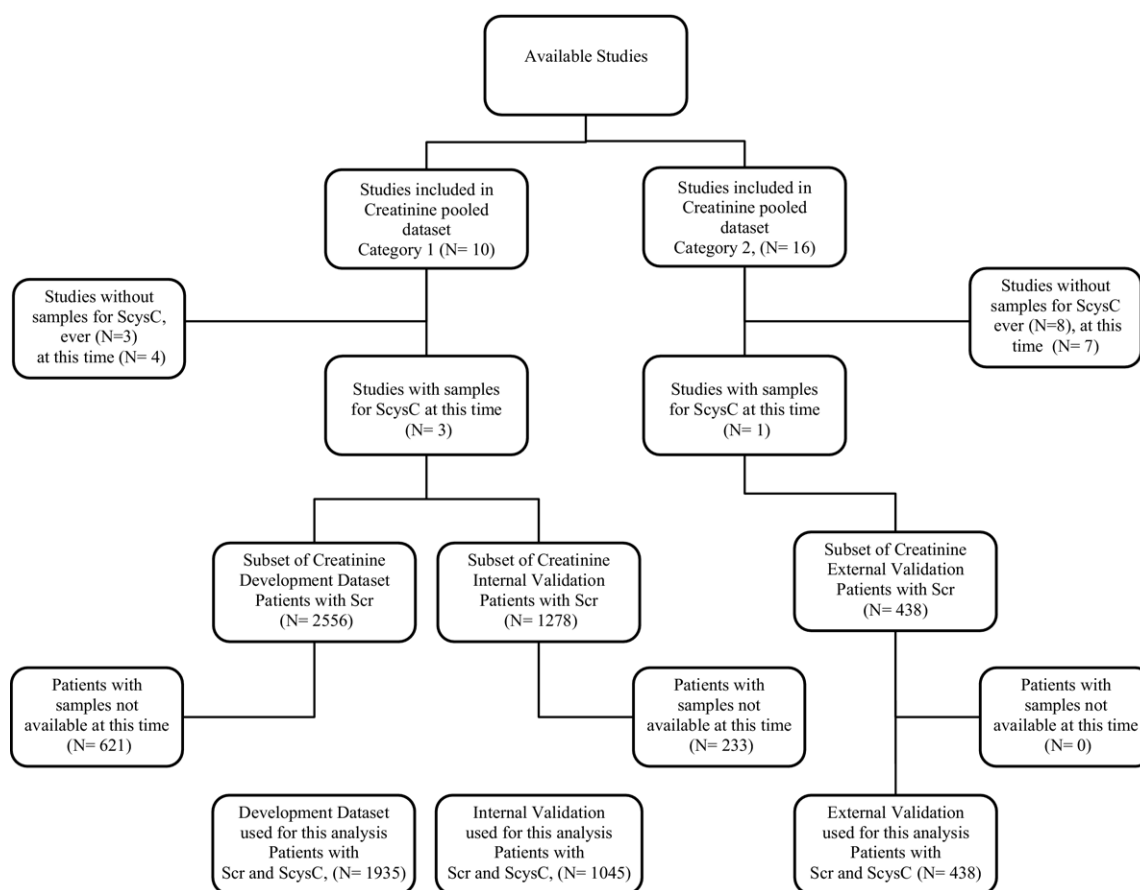 Available Studies
Studies included in
Creatinine pooled
dataset
Category 1 (N= 10)
Studies included in
Creatinine pooled
dataset
Category 2, (N= 16)
Studies without
samples for ScysC,
ever (N=3)
at this time (N= 4)
Studies without
samples for ScysC
ever (N=8), at this
time (N= 7)
Studies with samples
for ScysC at this time
(N= 3)
Studies with samples
for ScysC at this time
(N= 1)
Subset of Creatinine
Development Dataset
Patients with Scr
(N= 2556)
Subset of Creatinine
Internal Validation
Patients with Scr
(N= 1278)
Subset of Creatinine
External Validation
Patients with Scr
(N= 438)
Patients with
samples not
available at this time
(N= 621)
Patients with
samples not
available at this time
(N= 233)
Patients with
samples not
available at this time
(N= 0)
Development Dataset
used for this analysis
Patients with
Scr and ScysC, (N= 1935)
Internal Validation
used for this analysis
Patients with
Scr and ScysC, (N= 1045)
External Validation
used for this analysis
Patients with
Scr and ScysC (N= 438)